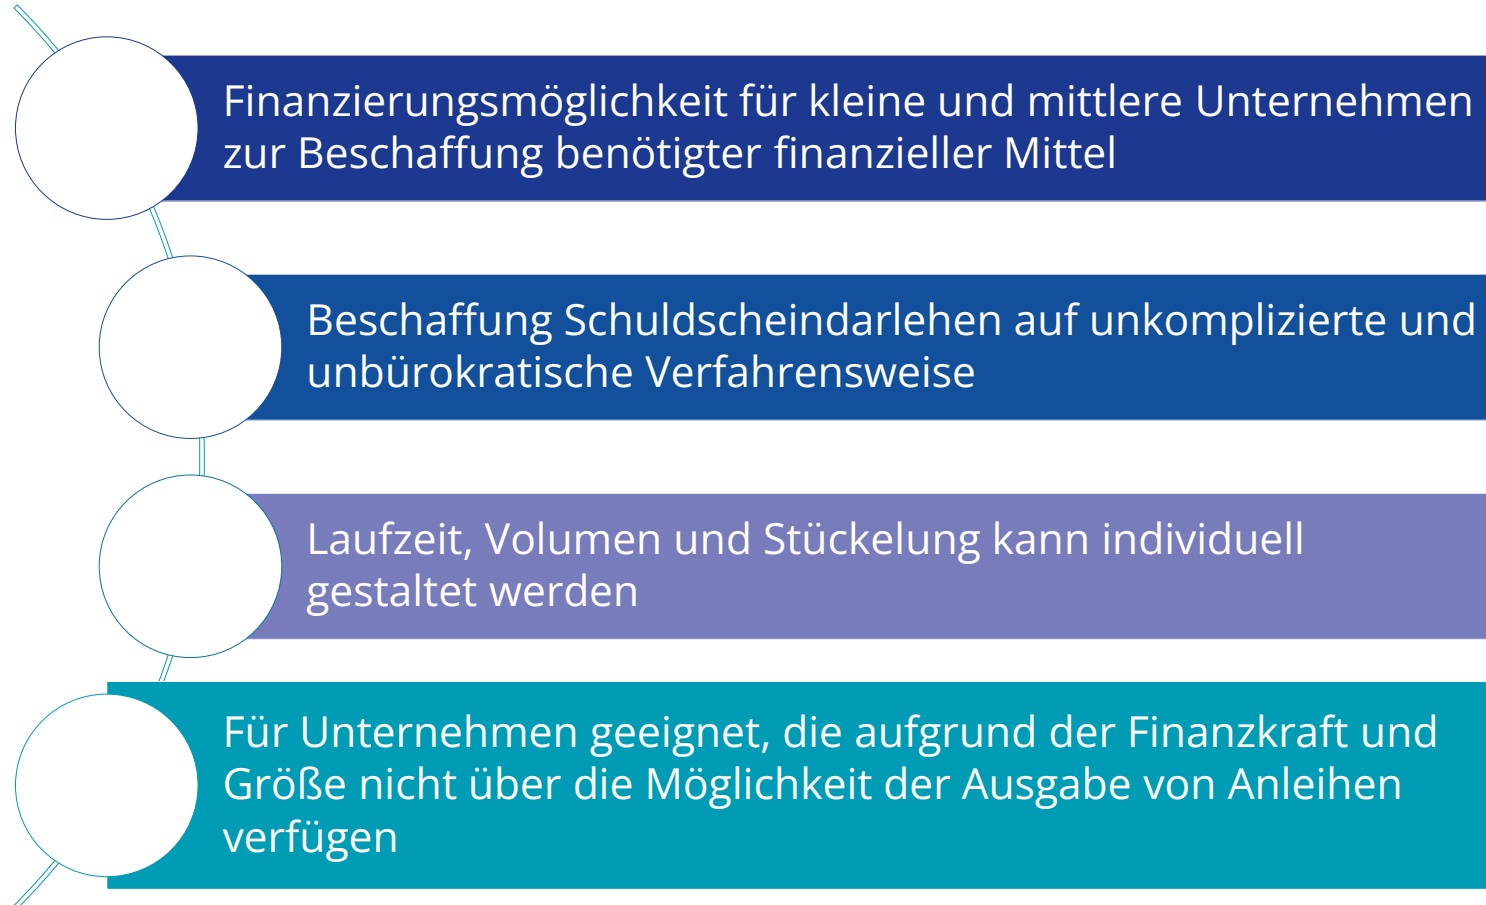 Finanzierungsmöglichkeit für kleine und mittlere Unternehmen
zur Beschaffung benötigter finanzieller Mittel
Beschaffung Schuldscheindarlehen auf unkomplizierte und
unbürokratische Verfahrensweise
Laufzeit, Volumen und Stückelung kann individuell
gestaltet werden
Für Unternehmen geeignet, die aufgrund der Finanzkraft und
Größe nicht über die Möglichkeit der Ausgabe von Anleihen
verfügen